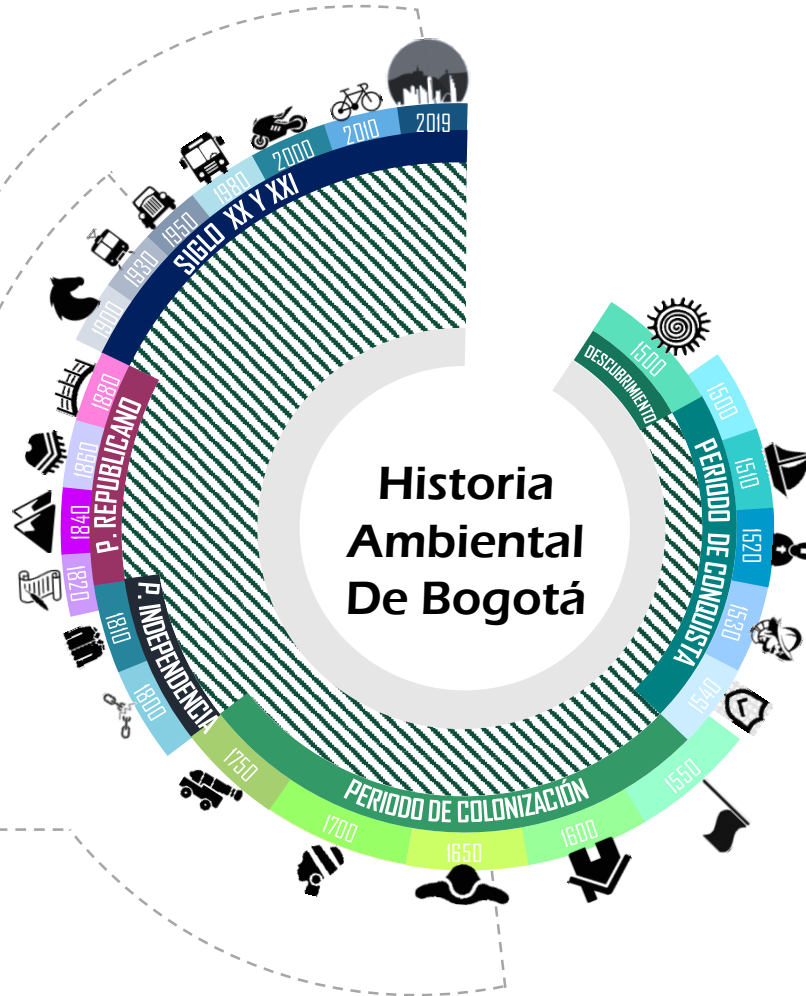 Historia
Ambiental
De Bogotá
DESCUBRIMIENTO
1500
PERIODO DE CONQUISTA
1500
1510
1520
1530
1540
PERIODO DE COLONIZACIÓN
1550
1600
1650
1700
1750
P. INDEPENDENCIA
1800
1810
P. REPUBLICANO
1820
1840
1860
1880
SIGLO XX Y XXI
1900
1930
1950
1980
2000
2010
2019